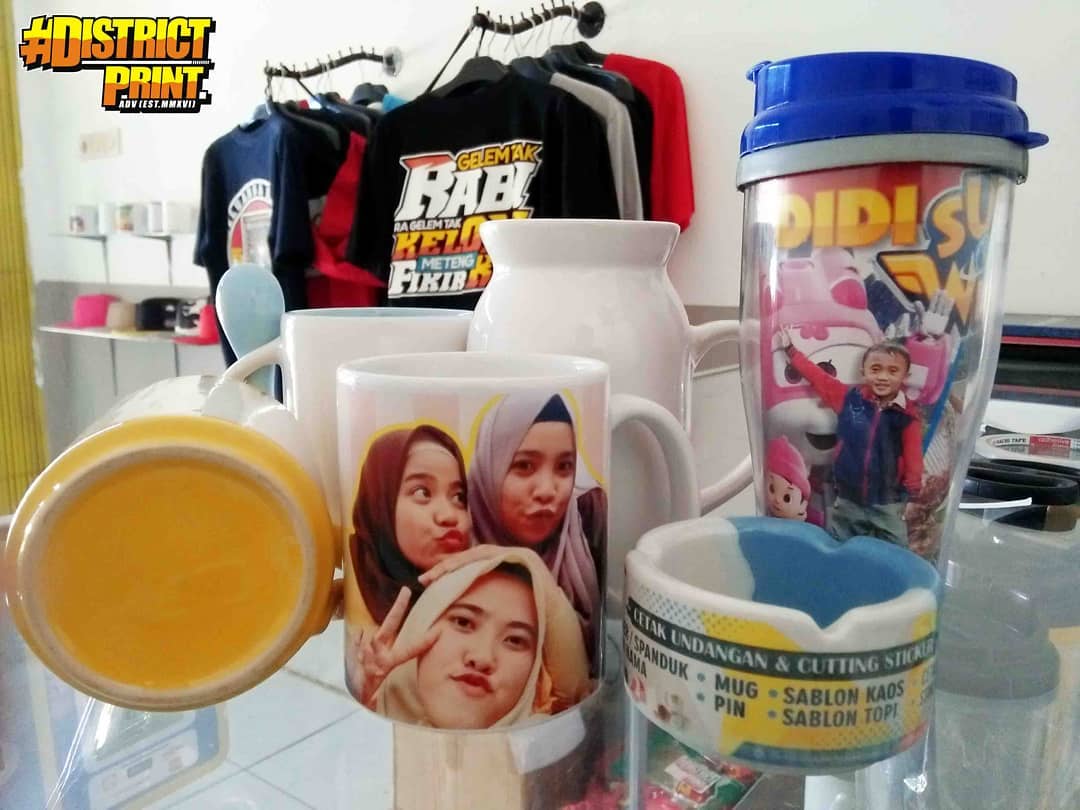 #DISTRICT
PRINT.
ADV (EST.MMXVI)
GELEM TAK
RABI
RA GELEM TAK
KELON
METENG
FIKIR
DIDI SU
W
CETAK UNDANGAN & CUTTING STICKER
/SPANDUK
• MUG
• PIN
• SABLON KAOS
• SABLON TOPI